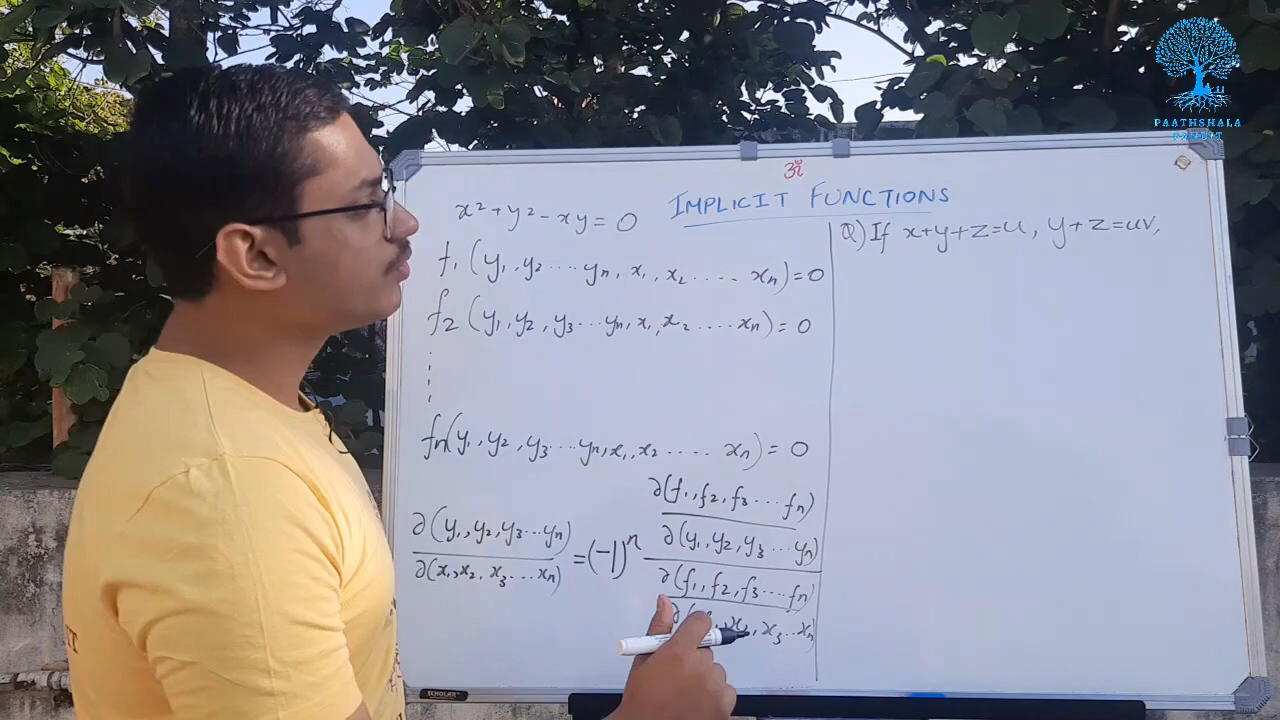 PAATHSHALA
PANDIT
ॐ
IMPLICIT FUNCTIONS
x² + y² - xy = 0
f₁ (y₁, y₂ .... yₙ, x₁, x₂ ..... xₙ) = 0
f₂ (y₁, y₂, y₃ ... yₙ, x₁, x₂ .... xₙ) = 0
fₙ(y₁, y₂, y₃ ... yₙ, x₁, x₂ .... xₙ) = 0
∂(y₁, y₂, y₃ ... yₙ) / ∂(x₁, x₂, x₃ ... xₙ) = (-1)ⁿ
∂(f₁, f₂, f₃ ... fₙ)
∂(y₁, y₂, y₃ ... yₙ)
∂(f₁, f₂, f₃ ... fₙ)
x₃ .. xₙ)
Q) If x+y+z=u, y+z=uv,
SCHOLAR